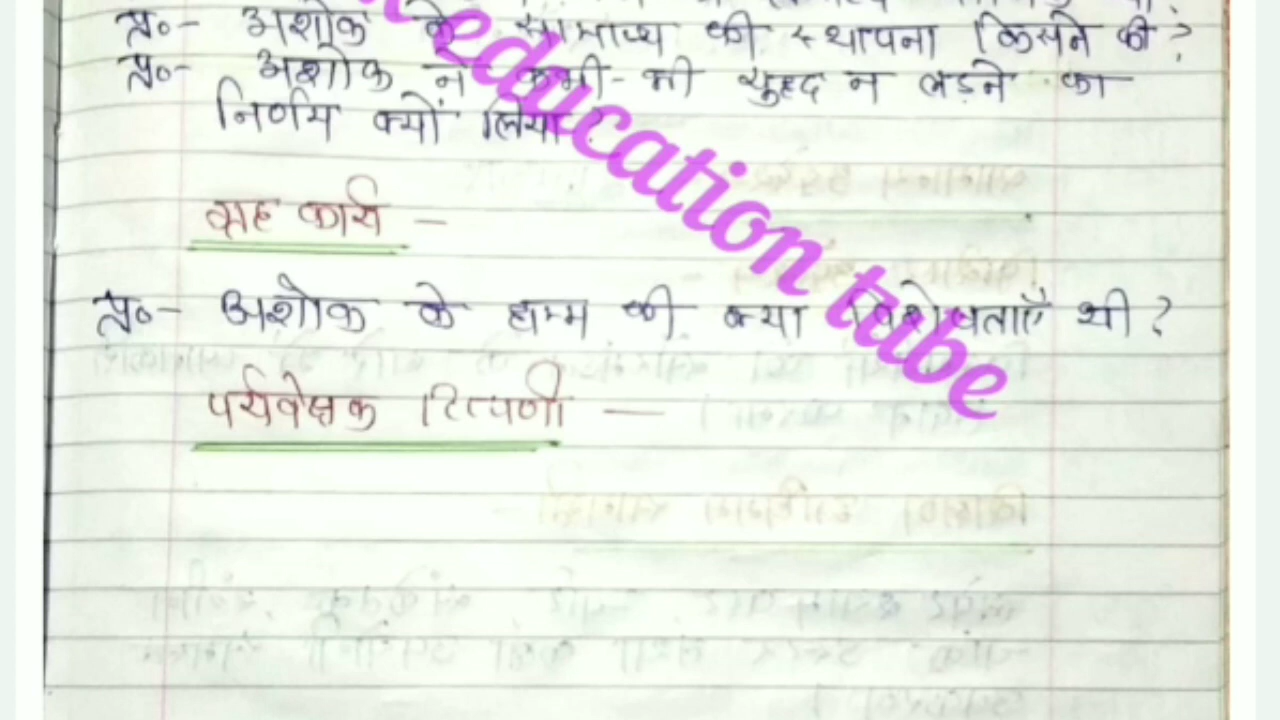 प्र०- अशोक के सामाज्य की स्थापना किसने की?
प्र०- अशोक ने कभी-भी युद्ध न लड़ने का
निर्णय क्यों लिया?
गृह कार्य —
प्र०- अशोक के धम्म की क्या विशेषताएँ थी?
पर्यवेक्षक टिप्पणी —
education tube